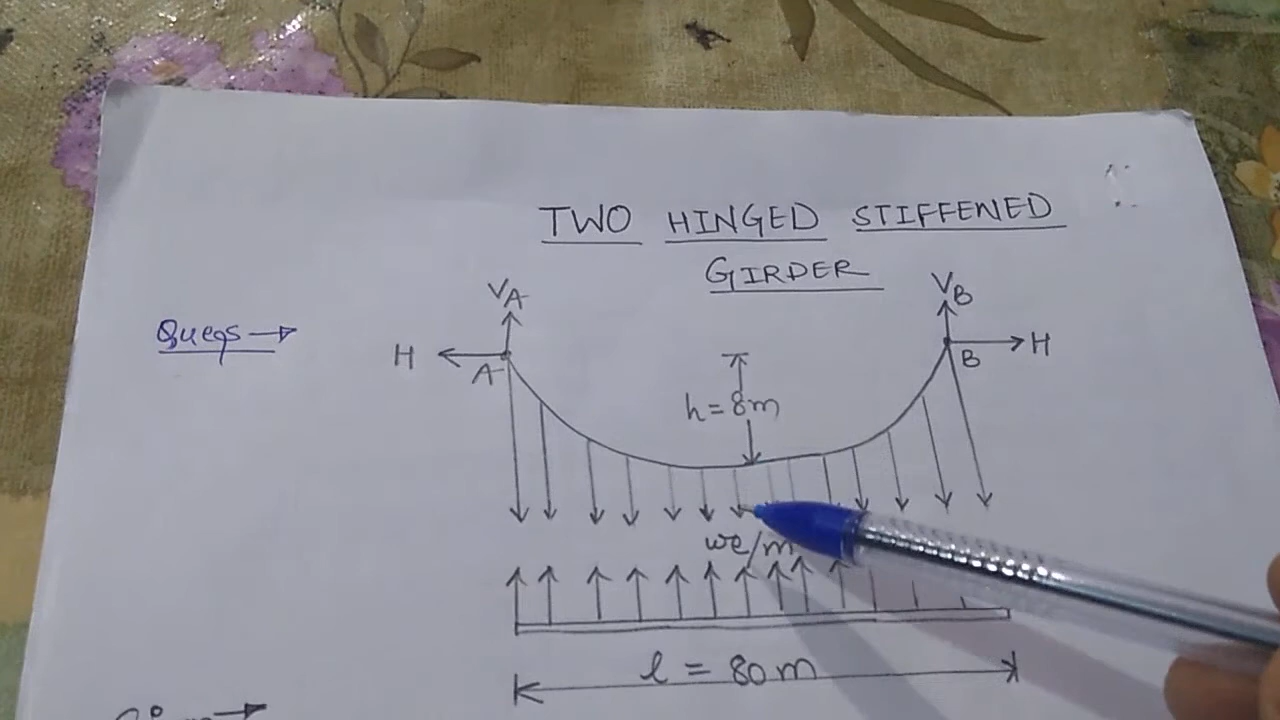 TWO HINGED STIFFENED
GIRDER
Ques →
VA
VB
H
A
B
H
h = 8m
we/m
l = 80 m